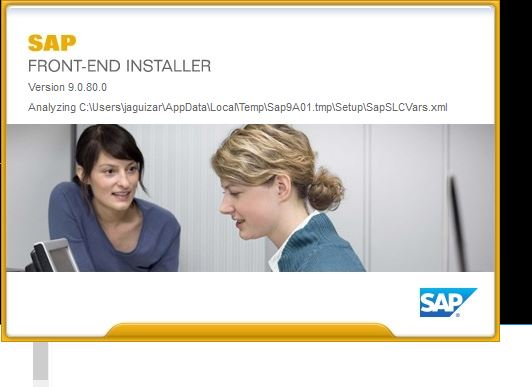 SAP
FRONT-END INSTALLER
Version 9.0.80.0
Analyzing C:\Users\jaguizar\AppData\Local\Temp\Sap9A01.tmp\Setup\SapSLCVars.xml
SAP®